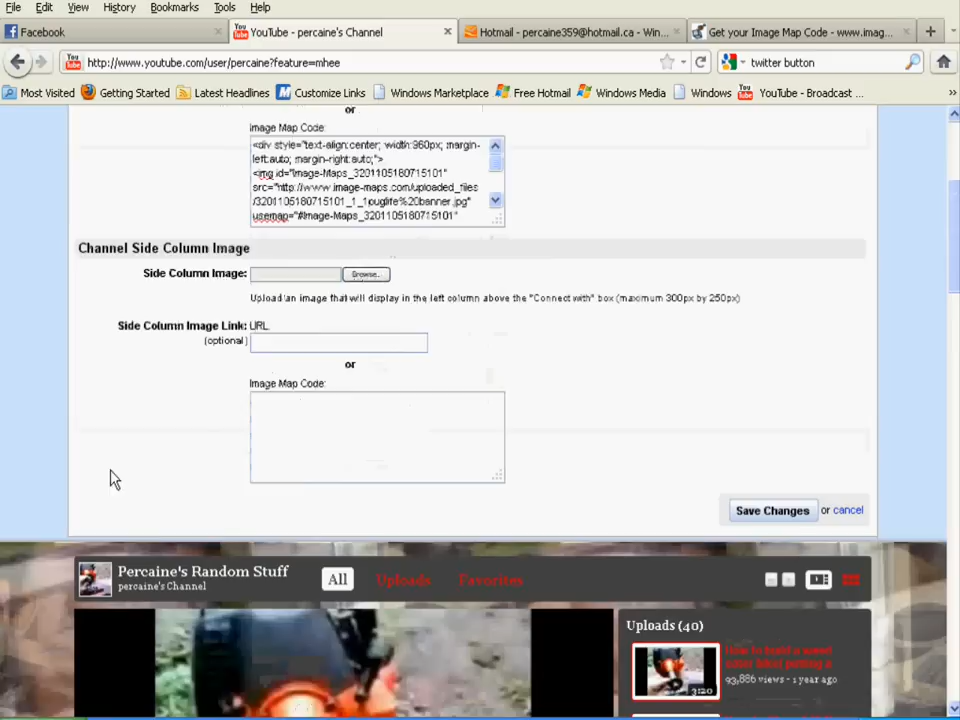 File Edit View History Bookmarks Tools Help
Facebook
YouTube - percaine's Channel
Hotmail - percaine359@hotmail.ca - Win...
Get your Image Map Code - www.imag...
http://www.youtube.com/user/percaine?feature=mhee
twitter button
Most Visited Getting Started Latest Headlines Customize Links Windows Marketplace Free Hotmail Windows Media Windows YouTube - Broadcast ...
or
Image Map Code:
<div style="text-align:center; width:960px; margin-
left:auto; margin-right:auto;">
<img id="Image-Maps_3201105180715101"
src="http://www.image-maps.com/uploaded_files
usemap="#Image-Maps_3201105180715101"
Channel Side Column Image
Side Column Image: Browse..
Upload an image that will display in the left column above the "Connect with" box (maximum 300px by 250px)
Side Column Image Link: URL:
(optional)
or
Image Map Code:
Save Changes or cancel
Percaine's Random Stuff
percaine's Channel
All Uploads Favorites
Uploads (40)
How to build a sweet
93,886 views - 1 year ago
3:20